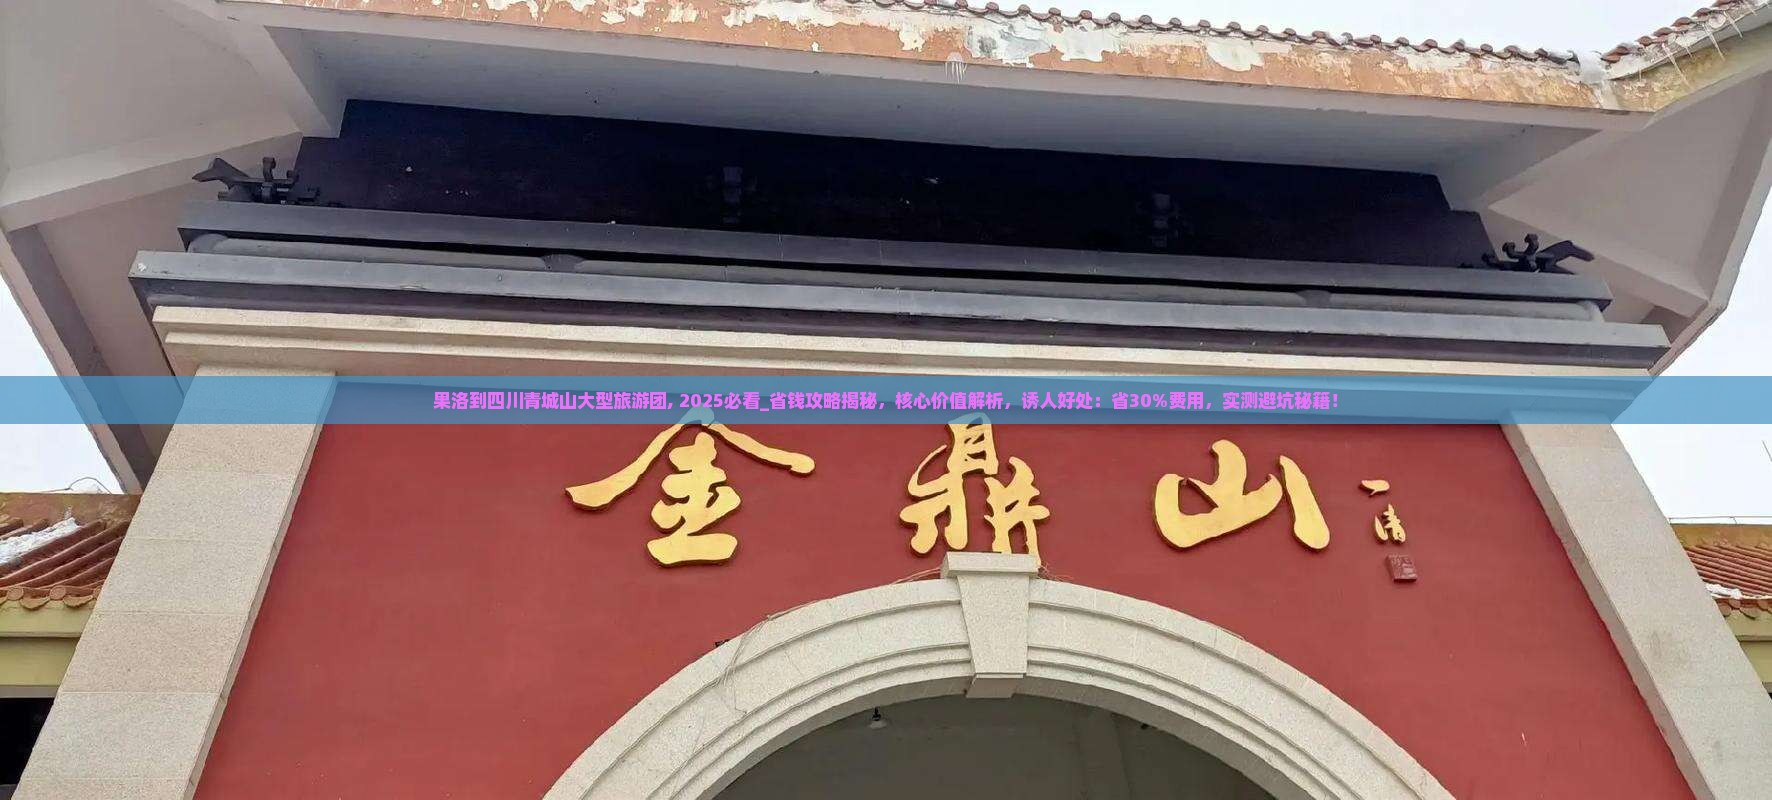 果洛到四川青城山大型旅游团, 2025必看_省钱攻略揭秘，核心价值解析，诱人好处：省30%费用，实测避坑秘籍！
金鼎山
一清